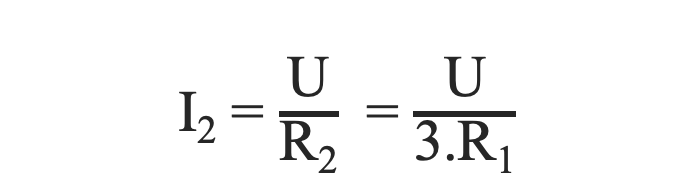 I₂ = U/R₂ = U/3.R₁